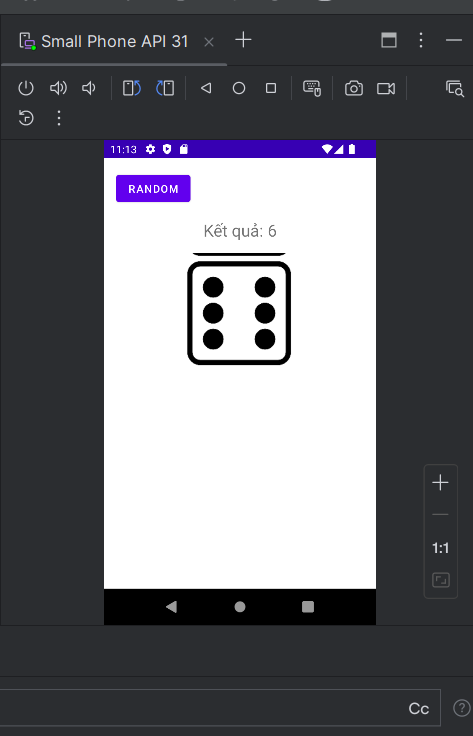 Small Phone API 31
11:13
RANDOM
Kết quả: 6
1:1
Cc